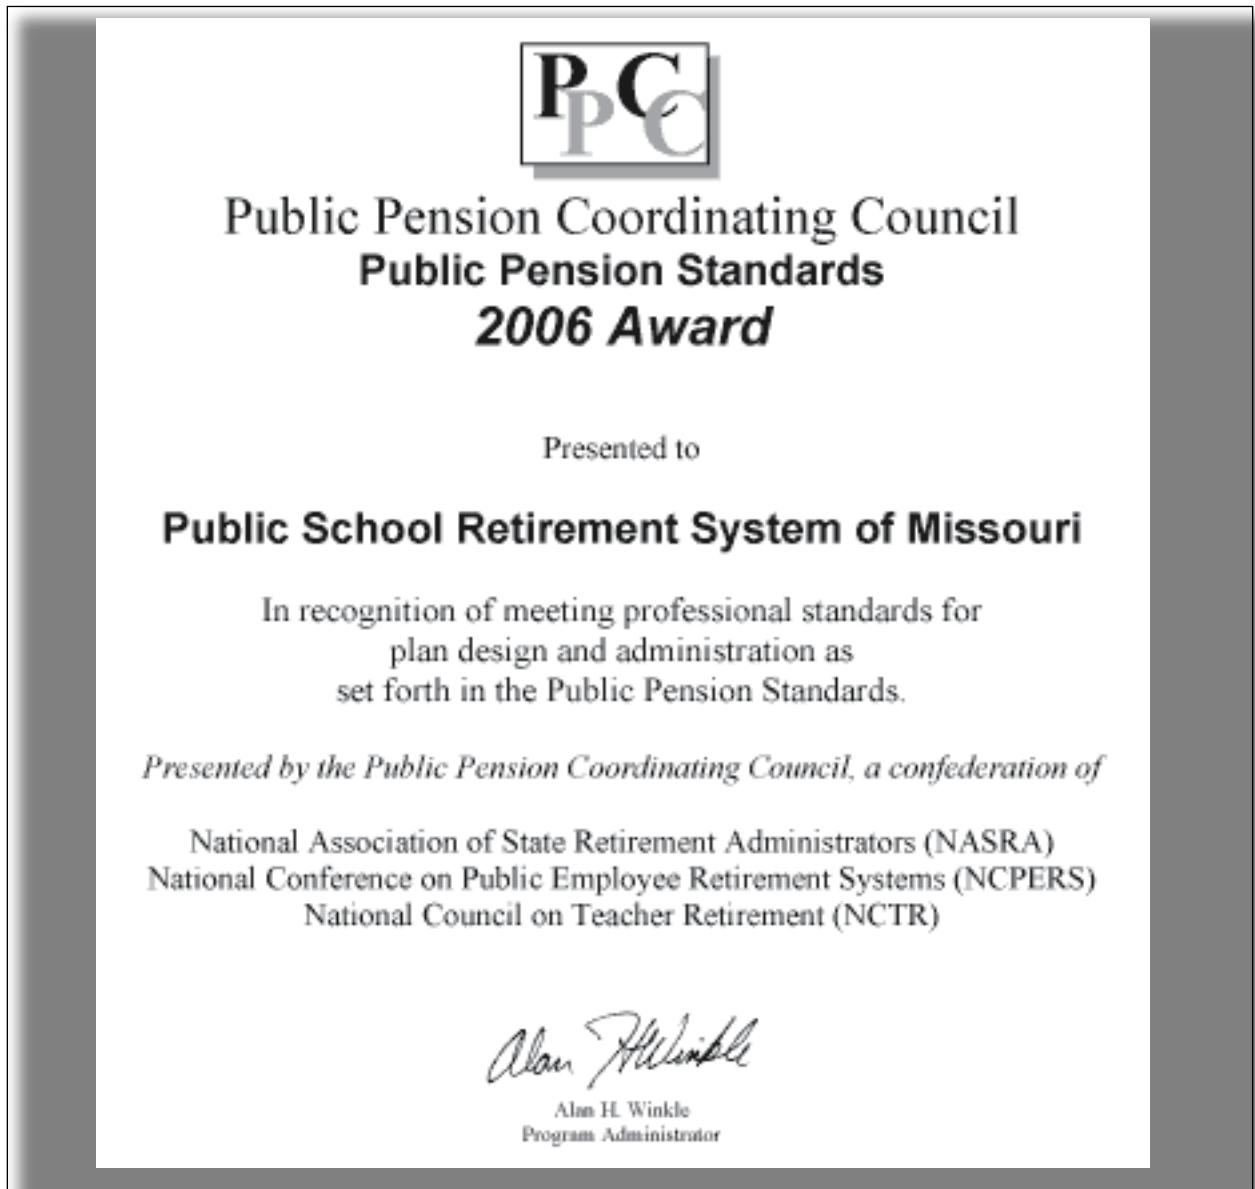 PPCC
Public Pension Coordinating Council
Public Pension Standards
2006 Award
Presented to
Public School Retirement System of Missouri
In recognition of meeting professional standards for
plan design and administration as
set forth in the Public Pension Standards.
Presented by the Public Pension Coordinating Council, a confederation of
National Association of State Retirement Administrators (NASRA)
National Conference on Public Employee Retirement Systems (NCPERS)
National Council on Teacher Retirement (NCTR)
Alan H Winkle
Alan H. Winkle
Program Administrator